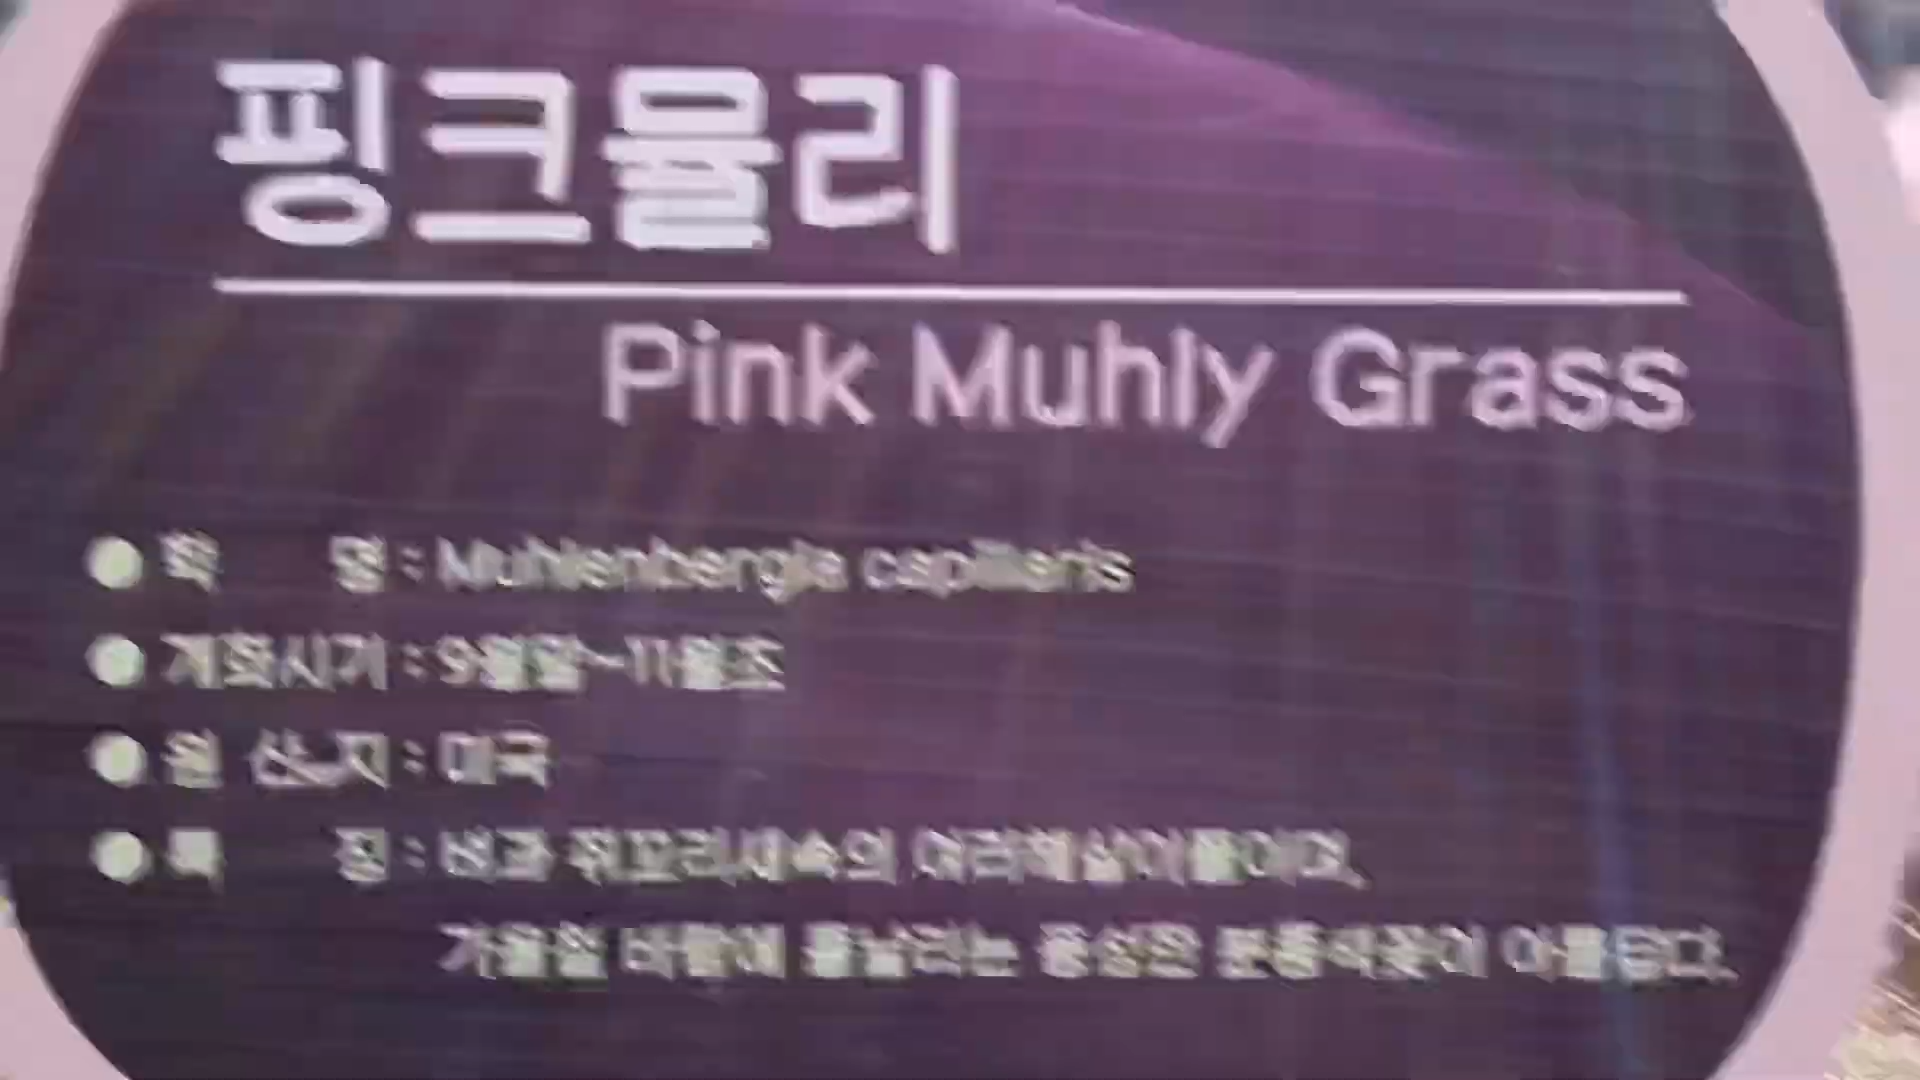 핑크뮬리
Pink Muhly Grass
● 학 명 : Muhlenbergia capillaris
● 개화시기 : 9월말~11월초
● 원 산 지 : 미국
● 특 징 : 벼과 쥐꼬리새속의 여러해살이풀이며,
가을철 바람에 흩날리는 풍성한 분홍색꽃이 아름답다.